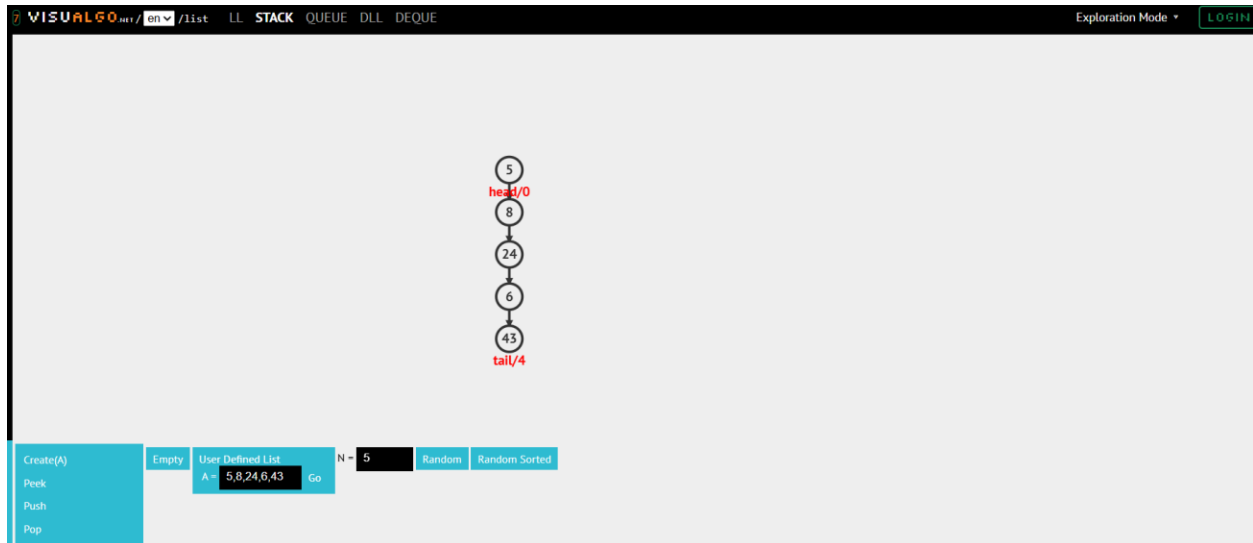 7 VISUALGO.NET/ en /list LL STACK QUEUE DLL DEQUE Exploration Mode ▾ LOGIN
5
head/0
8
24
6
43
tail/4
Create(A) Empty User Defined List N = 5 Random Random Sorted
A = 5,8,24,6,43 Go
Peek
Push
Pop